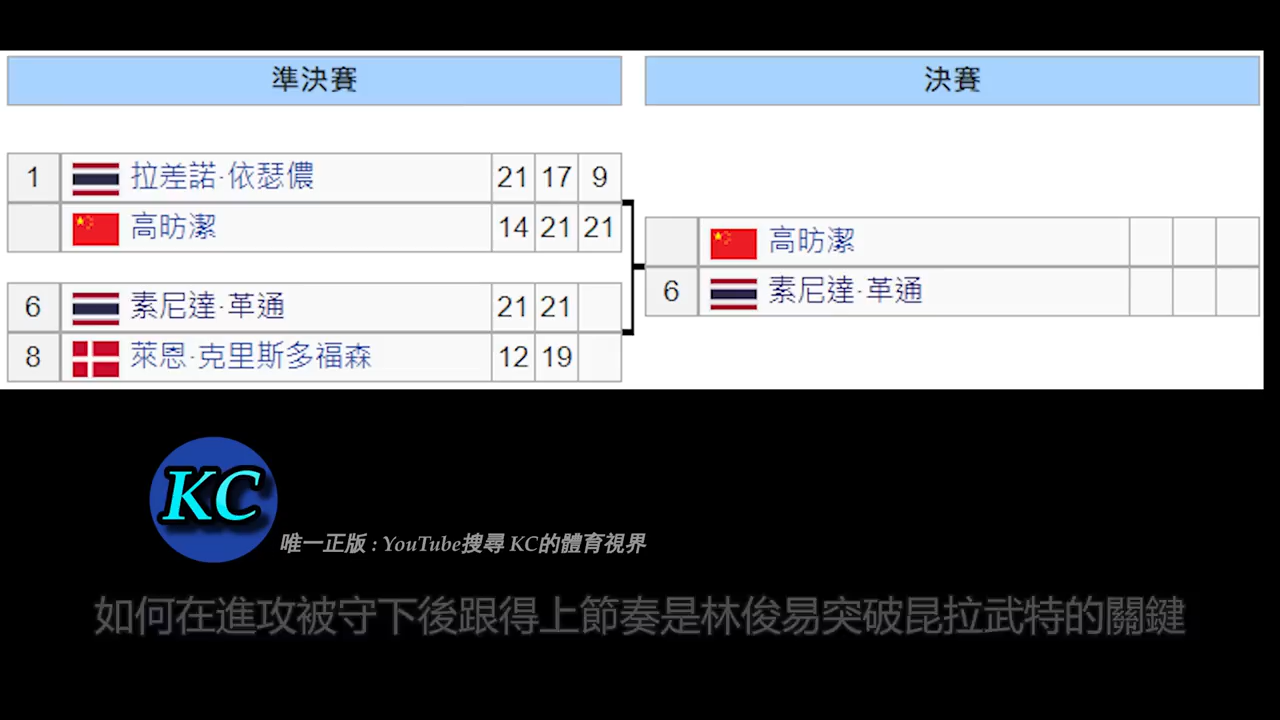 準決賽
決賽
1 拉差諾·依瑟儂 21 17 9
高昉潔 14 21 21
6 素尼達·革通 21 21
8 萊恩·克里斯多福森 12 19
高昉潔
6 素尼達·革通
KC
唯一正版 : YouTube搜尋 KC的體育視界
如何在進攻被守下後跟得上節奏是林俊易突破昆拉武特的關鍵